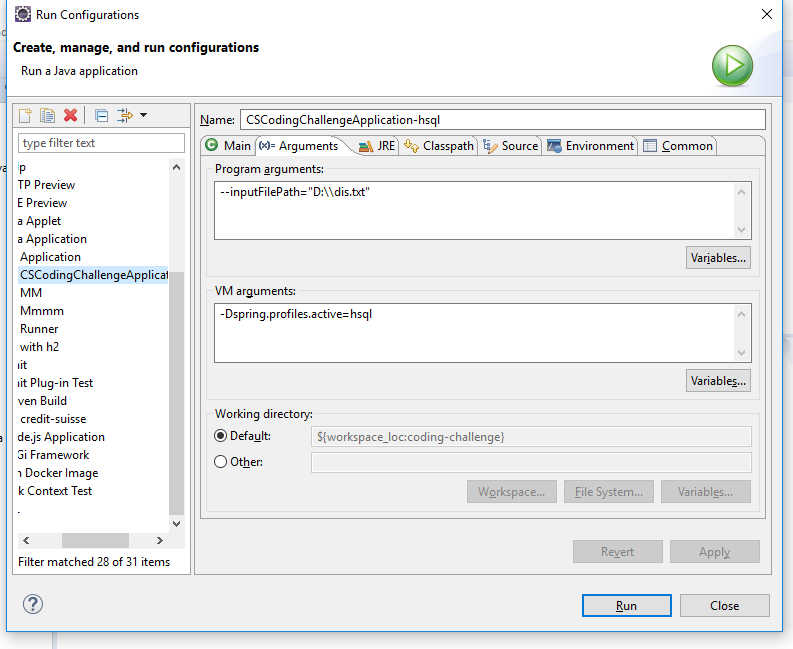 Run Configurations
Create, manage, and run configurations
Run a Java application
type filter text
lp
TP Preview
E Preview
a Applet
a Application
Application
CSCodingChallengeApplicat
MM
Mmmm
Runner
with h2
it
it Plug-in Test
ven Build
credit-suisse
de.js Application
Gi Framework
n Docker Image
k Context Test
Filter matched 28 of 31 items
Name: CSCodingChallengeApplication-hsql
Main (x)= Arguments JRE Classpath Source Environment Common
Program arguments:
--inputFilePath="D:\\dis.txt"
Variables...
VM arguments:
-Dspring.profiles.active=hsql
Variables...
Working directory:
Default: ${workspace_loc:coding-challenge}
Other:
Workspace... File System... Variables...
Revert Apply
? Run Close